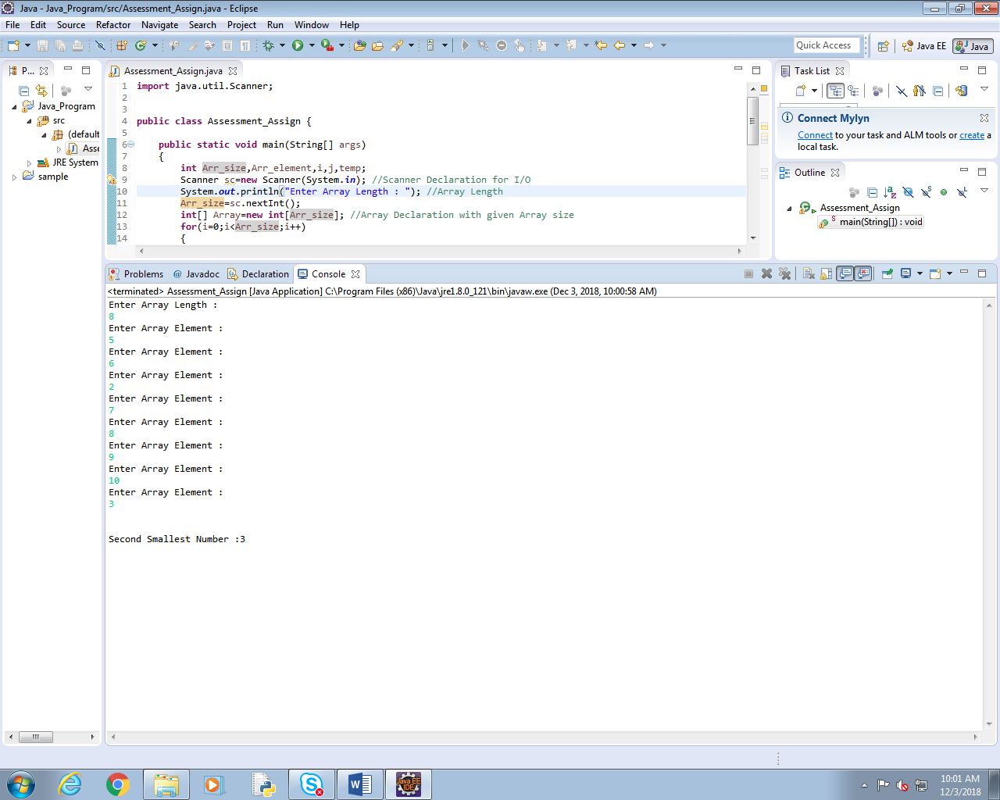 Java - Java_Program/src/Assessment_Assign.java - Eclipse
File Edit Source Refactor Navigate Search Project Run Window Help
Quick Access
Java EE
Java
P...
Java_Program
src
(default
Asse
JRE System
sample
Assessment_Assign.java
1 import java.util.Scanner;
2
3
4 public class Assessment_Assign {
5
6 public static void main(String[] args)
7 {
8 int Arr_size,Arr_element,i,j,temp;
9 Scanner sc=new Scanner(System.in); //Scanner Declaration for I/O
10 System.out.println("Enter Array Length : "); //Array Length
11 Arr_size=sc.nextInt();
12 int[] Array=new int[Arr_size]; //Array Declaration with given Array size
13 for(i=0;i<Arr_size;i++)
14 {
Task List
Connect Mylyn
Connect to your task and ALM tools or create a
local task.
Outline
Assessment_Assign
main(String[]) : void
Problems @ Javadoc Declaration Console
<terminated> Assessment_Assign [Java Application] C:\Program Files (x86)\Java\jre1.8.0_121\bin\javaw.exe (Dec 3, 2018, 10:00:58 AM)
Enter Array Length :
8
Enter Array Element :
5
Enter Array Element :
6
Enter Array Element :
2
Enter Array Element :
7
Enter Array Element :
8
Enter Array Element :
9
Enter Array Element :
10
Enter Array Element :
3
Second Smallest Number :3
Java EE
IDE
10:01 AM
12/3/2018